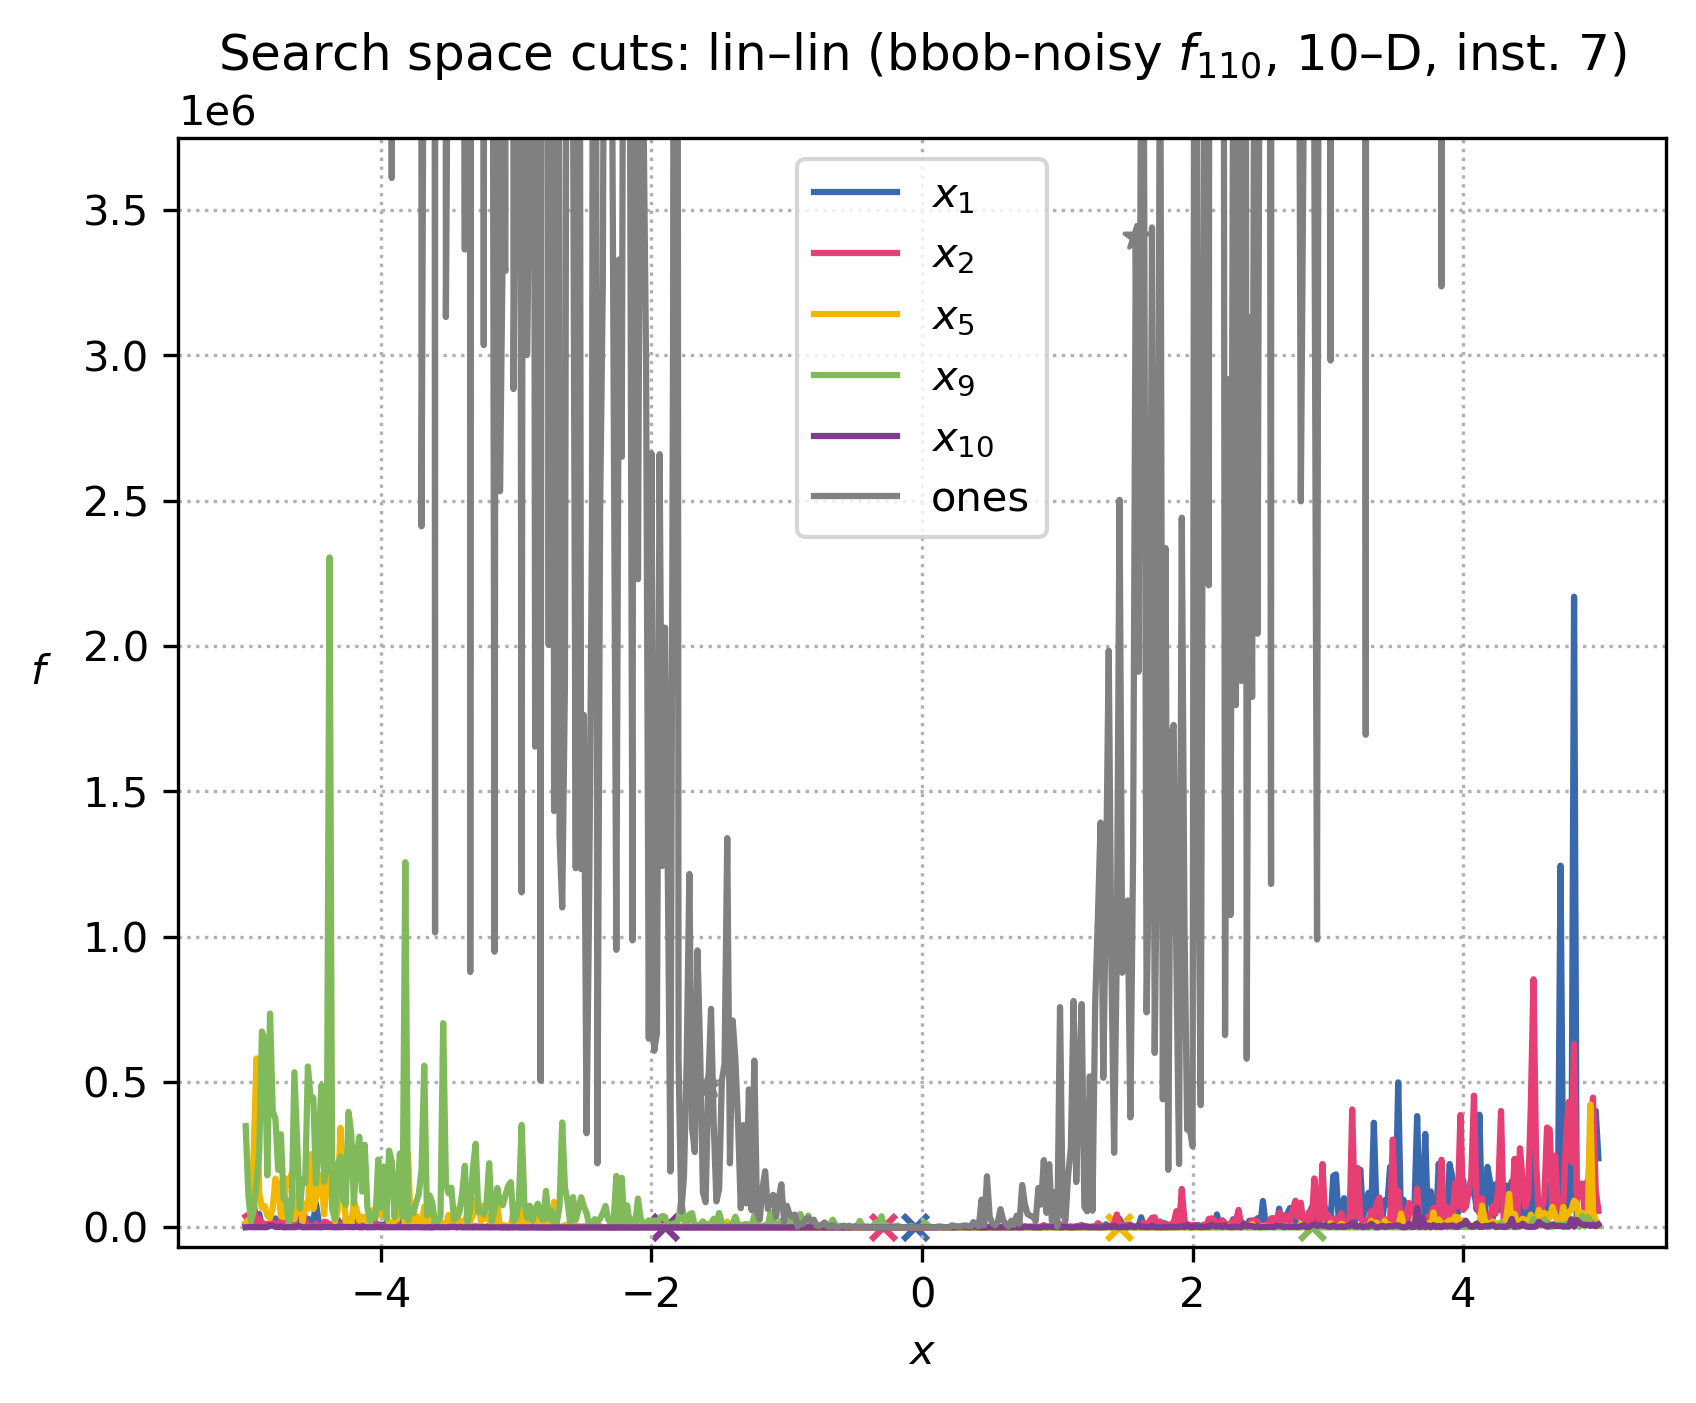 Search space cuts: lin–lin (bbob-noisy f₁₁₀, 10–D, inst. 7)
1e6
3.5
3.0
2.5
2.0
1.5
1.0
0.5
0.0
f
x₁
x₂
x₅
x₉
x₁₀
ones
−4 −2 0 2 4
x